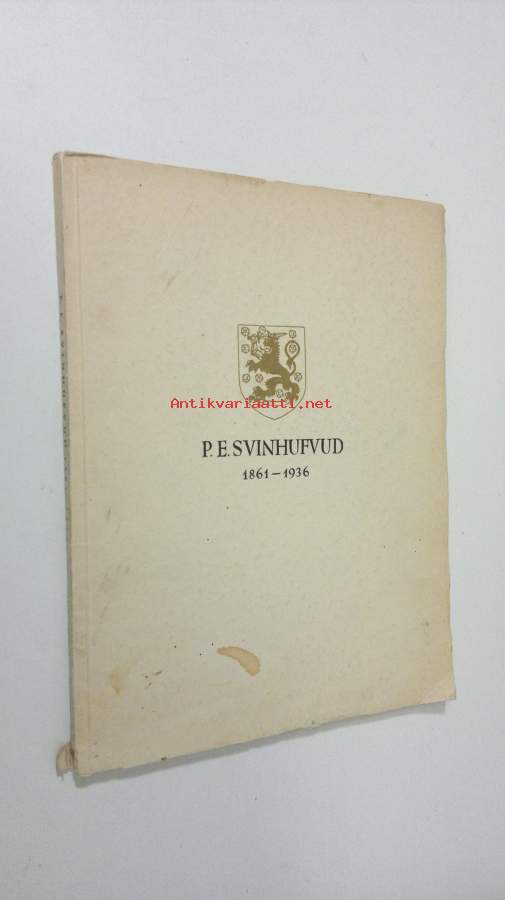 Antikvariaatti.net
P. E. SVINHUFVUD
1861–1936